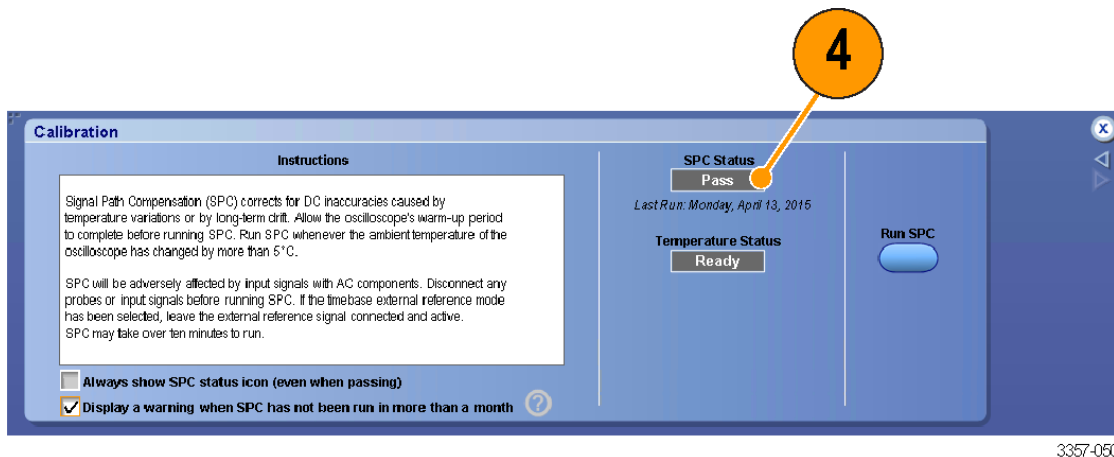 4
Calibration
Instructions
Signal Path Compensation (SPC) corrects for DC inaccuracies caused by
temperature variations or by long-term drift. Allow the oscilloscope's warm-up period
to complete before running SPC. Run SPC whenever the ambient temperature of the
oscilloscope has changed by more than 5°C.
SPC will be adversely affected by input signals with AC components. Disconnect any
probes or input signals before running SPC. If the timebase external reference mode
has been selected, leave the external reference signal connected and active.
SPC may take over ten minutes to run.
Always show SPC status icon (even when passing)
Display a warning when SPC has not been run in more than a month ?
SPC Status
Pass
Last Run: Monday, April 13, 2015
Temperature Status
Ready
Run SPC
X
3357-050